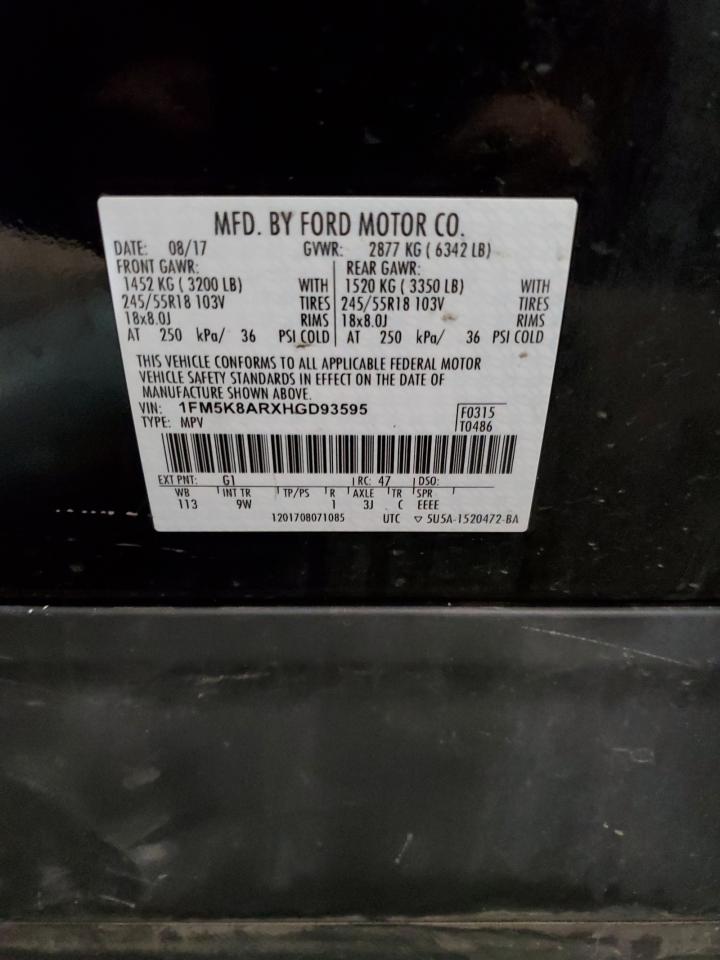 MFD. BY FORD MOTOR CO.
DATE: 08/17 GVWR: 2877 KG ( 6342 LB)
FRONT GAWR: REAR GAWR:
1452 KG ( 3200 LB) WITH 1520 KG ( 3350 LB) WITH
245/55R18 103V TIRES 245/55R18 103V TIRES
18x8.0J RIMS 18x8.0J RIMS
AT 250 kPa/ 36 PSI COLD AT 250 kPa/ 36 PSI COLD
THIS VEHICLE CONFORMS TO ALL APPLICABLE FEDERAL MOTOR
VEHICLE SAFETY STANDARDS IN EFFECT ON THE DATE OF
MANUFACTURE SHOWN ABOVE.
VIN: 1FM5K8ARXHGD93595 F0315
TYPE: MPV T0486
EXT PNT: G1 RC: 47 DSO:
WB INT TR TP/PS R AXLE TR SPR
113 9W 1 3J C EEEE
1201708071085 UTC ▽ 5U5A-1520472-BA